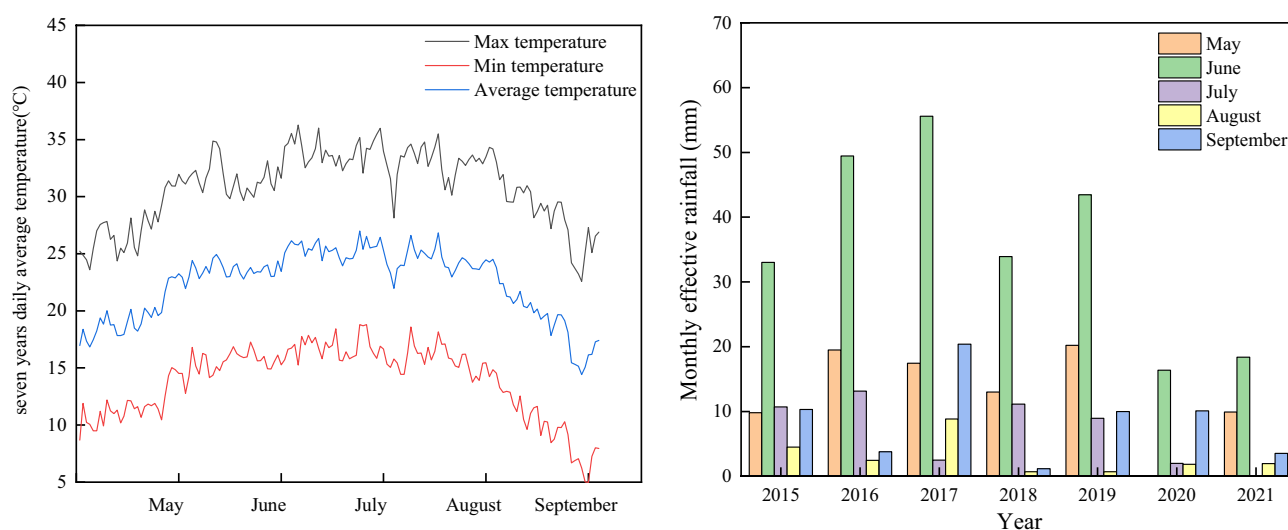 seven years daily average temperature(°C)
45
40
35
30
25
20
15
10
5
Max temperature
Min temperature
Average temperature
May
June
July
August
September
Monthly effective rainfall (mm)
70
60
50
40
30
20
10
0
May
June
July
August
September
2015
2016
2017
2018
2019
2020
2021
Year